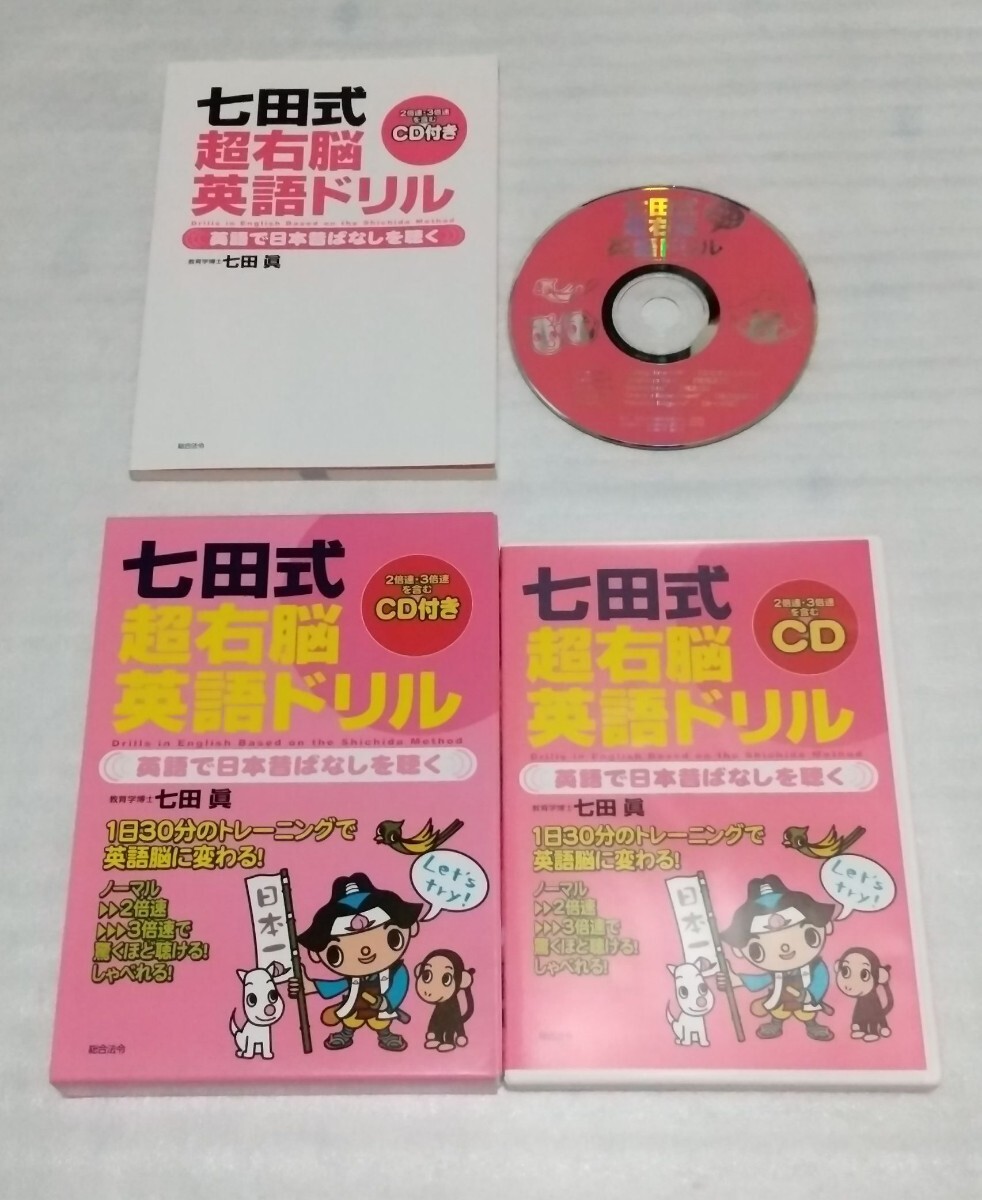 七田式
超右脳
英語ドリル
2倍速・3倍速
を含む
CD付き
Drills in English Based on the Shichida Method
英語で日本昔ばなしを聴く
教育学博士 七田 眞
総合法令
英語ドリル
七田式
超右脳
英語ドリル
2倍速・3倍速
を含む
CD付き
Drills in English Based on the Shichida Method
英語で日本昔ばなしを聴く
教育学博士 七田 眞
1日30分のトレーニングで
英語脳に変わる!
ノーマル
2倍速
3倍速で
驚くほど聴ける!
しゃべれる!
Let's
try!
日本一
総合法令
七田式
超右脳
英語ドリル
2倍速・3倍速
を含む
CD
Drills in English Based on the Shichida Method
英語で日本昔ばなしを聴く
教育学博士 七田 眞
1日30分のトレーニングで
英語脳に変わる!
ノーマル
2倍速
3倍速で
驚くほど聴ける!
しゃべれる!
Let's
try!
日本一